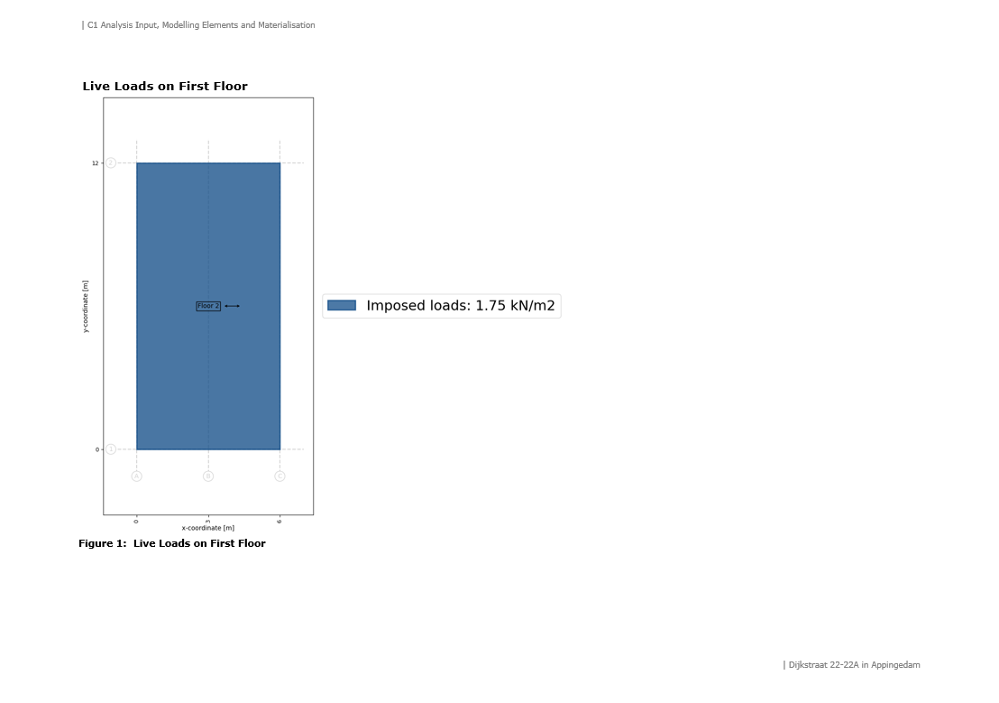 | C1 Analysis Input, Modelling Elements and Materialisation
Live Loads on First Floor
2
12
y-coordinate [m]
Floor 2
Imposed loads: 1.75 kN/m2
0
1
A
B
C
0
3
6
x-coordinate [m]
Figure 1: Live Loads on First Floor
| Dijkstraat 22-22A in Appingedam